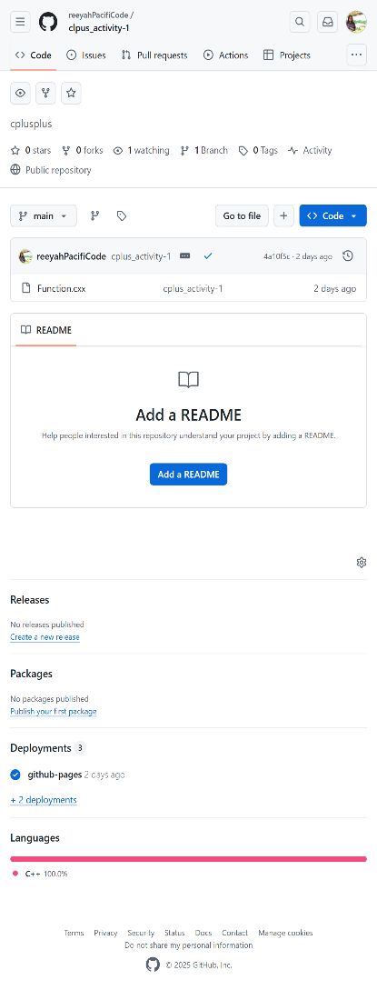 reeyahPacifiCode /
clpus_activity-1
Code Issues Pull requests Actions Projects
cplusplus
0 stars 0 forks 1 watching 1 Branch 0 Tags Activity
Public repository
main Go to file Code
reeyahPacifiCode cplus_activity-1 4a10f5c · 2 days ago
Function.cxx cplus_activity-1 2 days ago
README
Add a README
Help people interested in this repository understand your project by adding a README.
Add a README
Releases
No releases published
Create a new release
Packages
No packages published
Publish your first package
Deployments 3
github-pages 2 days ago
+ 2 deployments
Languages
C++ 100.0%
Terms Privacy Security Status Docs Contact Manage cookies
Do not share my personal information
© 2025 GitHub, Inc.